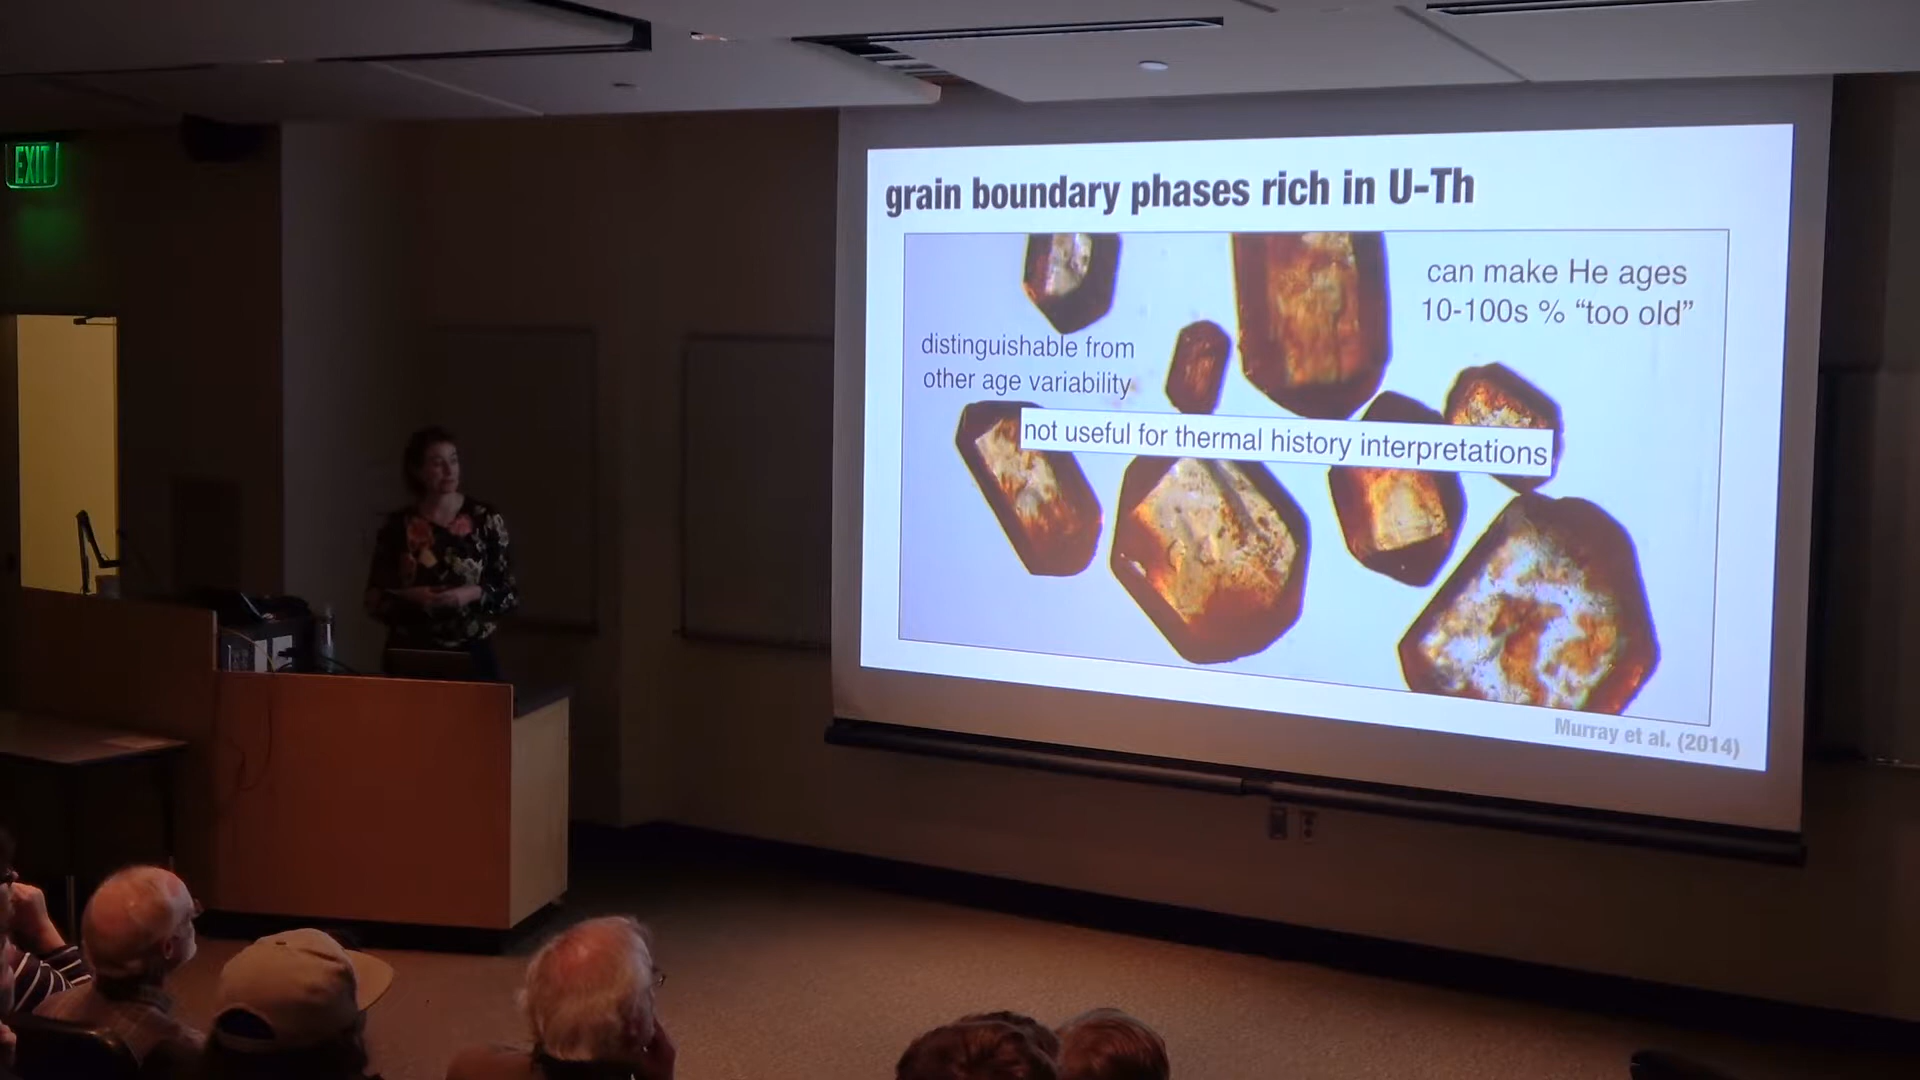 EXIT
grain boundary phases rich in U-Th
can make He ages
10-100s % “too old”
distinguishable from
other age variability
not useful for thermal history interpretations
Murray et al. (2014)